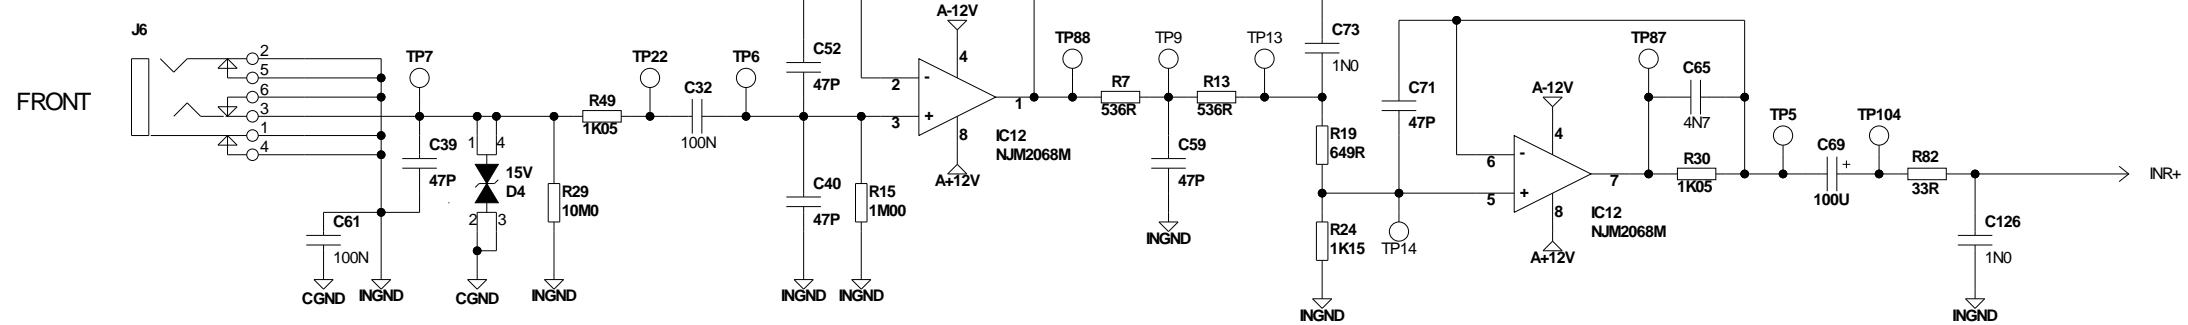 FRONT
J6
2
5
6
3
1
4
C61
100N
CGND
INGND
TP7
C39
47P
1
4
15V
D4
2
3
CGND
R29
10M0
INGND
R49
1K05
TP22
C32
100N
TP6
C52
47P
C40
47P
INGND
R15
1M00
INGND
A-12V
4
2
-
+
3
1
8
A+12V
IC12
NJM2068M
TP88
R7
536R
TP9
C59
47P
INGND
R13
536R
TP13
C73
1N0
R19
649R
R24
1K15
INGND
C71
47P
TP14
A-12V
4
6
-
+
5
7
8
A+12V
IC12
NJM2068M
TP87
C65
4N7
R30
1K05
TP5
C69
+
100U
TP104
R82
33R
C126
1N0
INGND
INR+